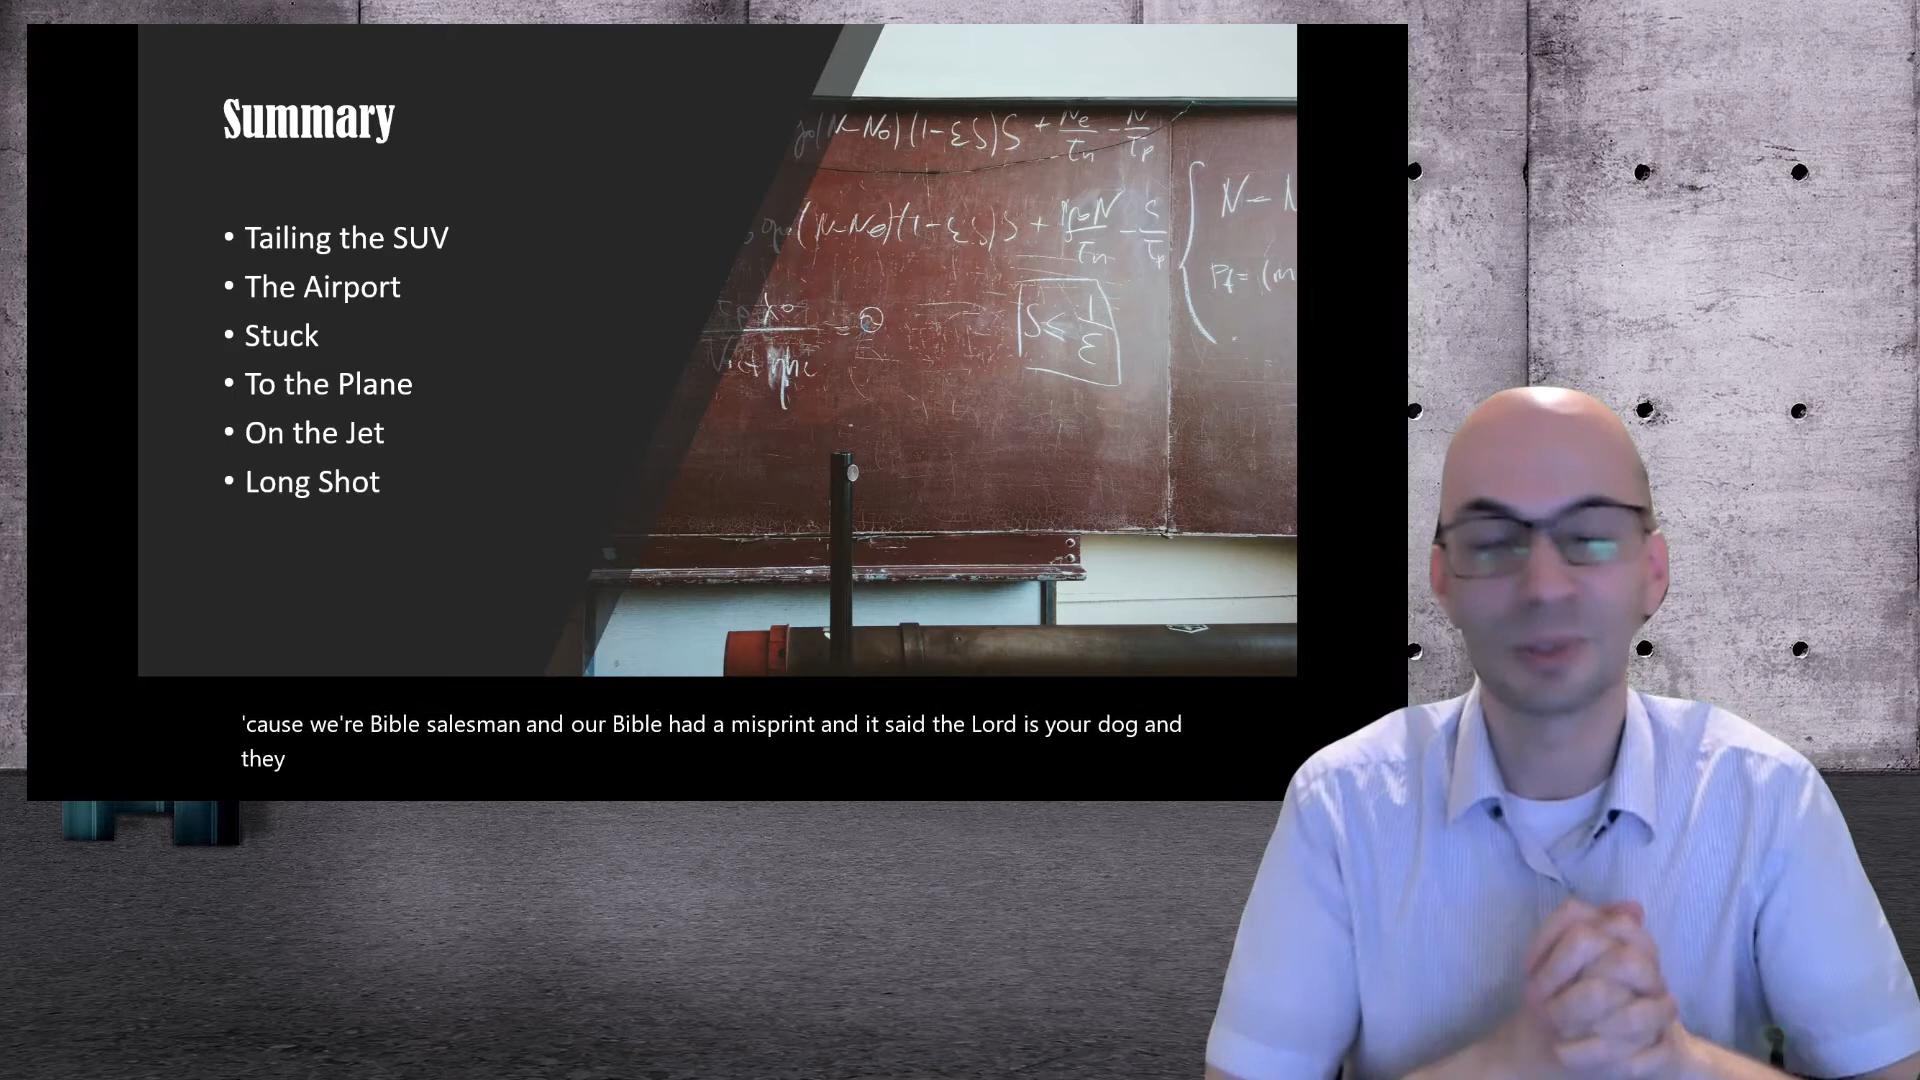 Summary
• Tailing the SUV
• The Airport
• Stuck
• To the Plane
• On the Jet
• Long Shot
'cause we're Bible salesman and our Bible had a misprint and it said the Lord is your dog and
they